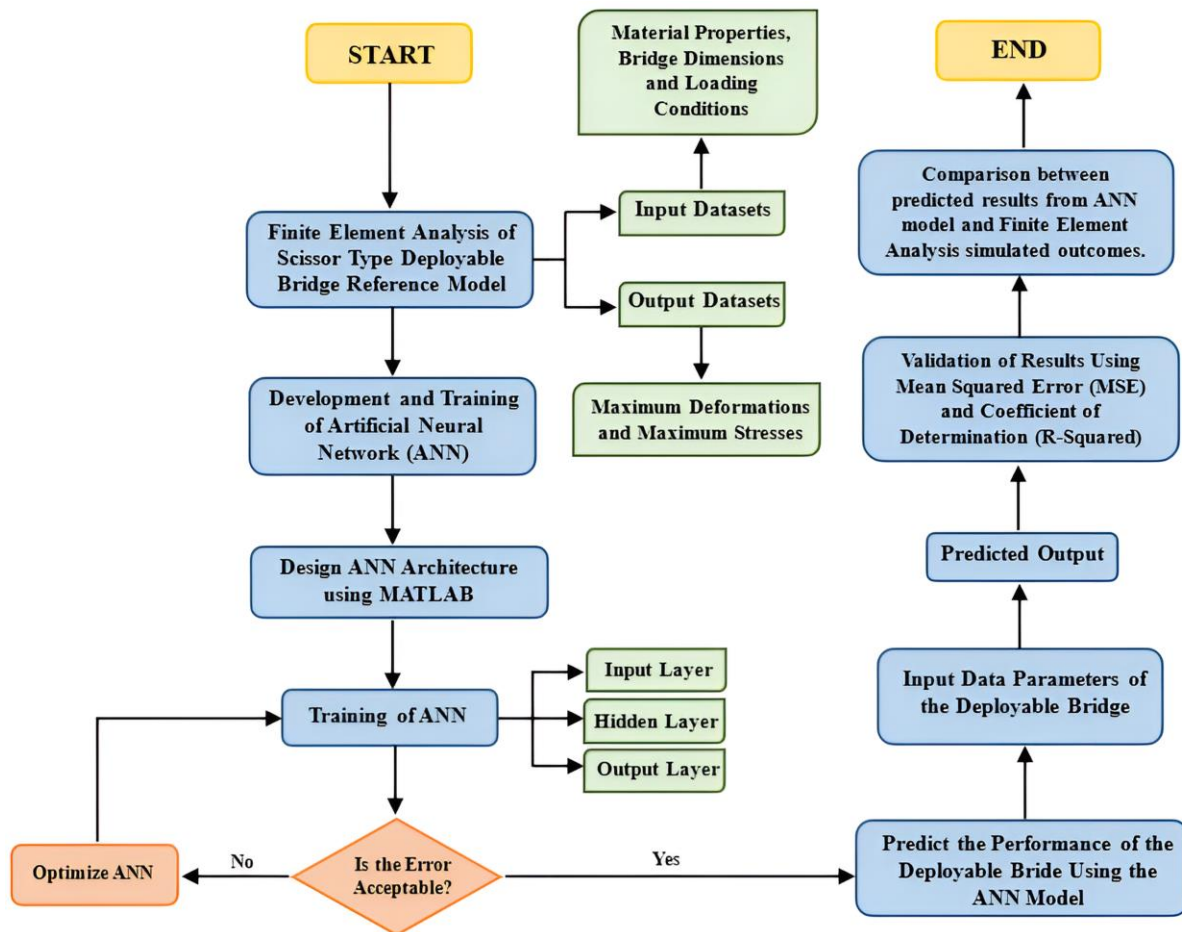 START
Finite Element Analysis of
Scissor Type Deployable
Bridge Reference Model
Input Datasets
Material Properties,
Bridge Dimensions
and Loading
Conditions
Output Datasets
Maximum Deformations
and Maximum Stresses
Development and Training
of Artificial Neural
Network (ANN)
Design ANN Architecture
using MATLAB
Training of ANN
Input Layer
Hidden Layer
Output Layer
Is the Error
Acceptable?
No
Optimize ANN
Yes
Predict the Performance of the
Deployable Bride Using the
ANN Model
Input Data Parameters of
the Deployable Bridge
Predicted Output
Validation of Results Using
Mean Squared Error (MSE)
and Coefficient of
Determination (R-Squared)
Comparison between
predicted results from ANN
model and Finite Element
Analysis simulated outcomes.
END